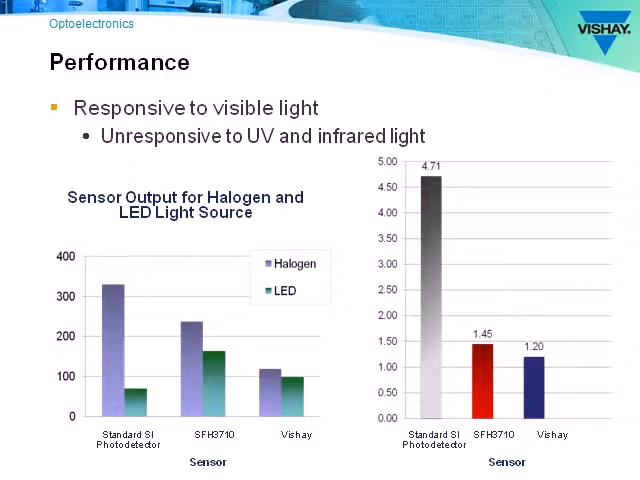 Optoelectronics
VISHAY.
Performance
Responsive to visible light
• Unresponsive to UV and infrared light
Sensor Output for Halogen and
LED Light Source
400
300
200
100
0
Halogen
LED
Standard SI
Photodetector
SFH3710
Vishay
Sensor
5.00
4.50
4.00
3.50
3.00
2.50
2.00
1.50
1.00
0.50
0.00
4.71
1.45
1.20
Standard SI
Photodetector
SFH3710
Vishay
Sensor